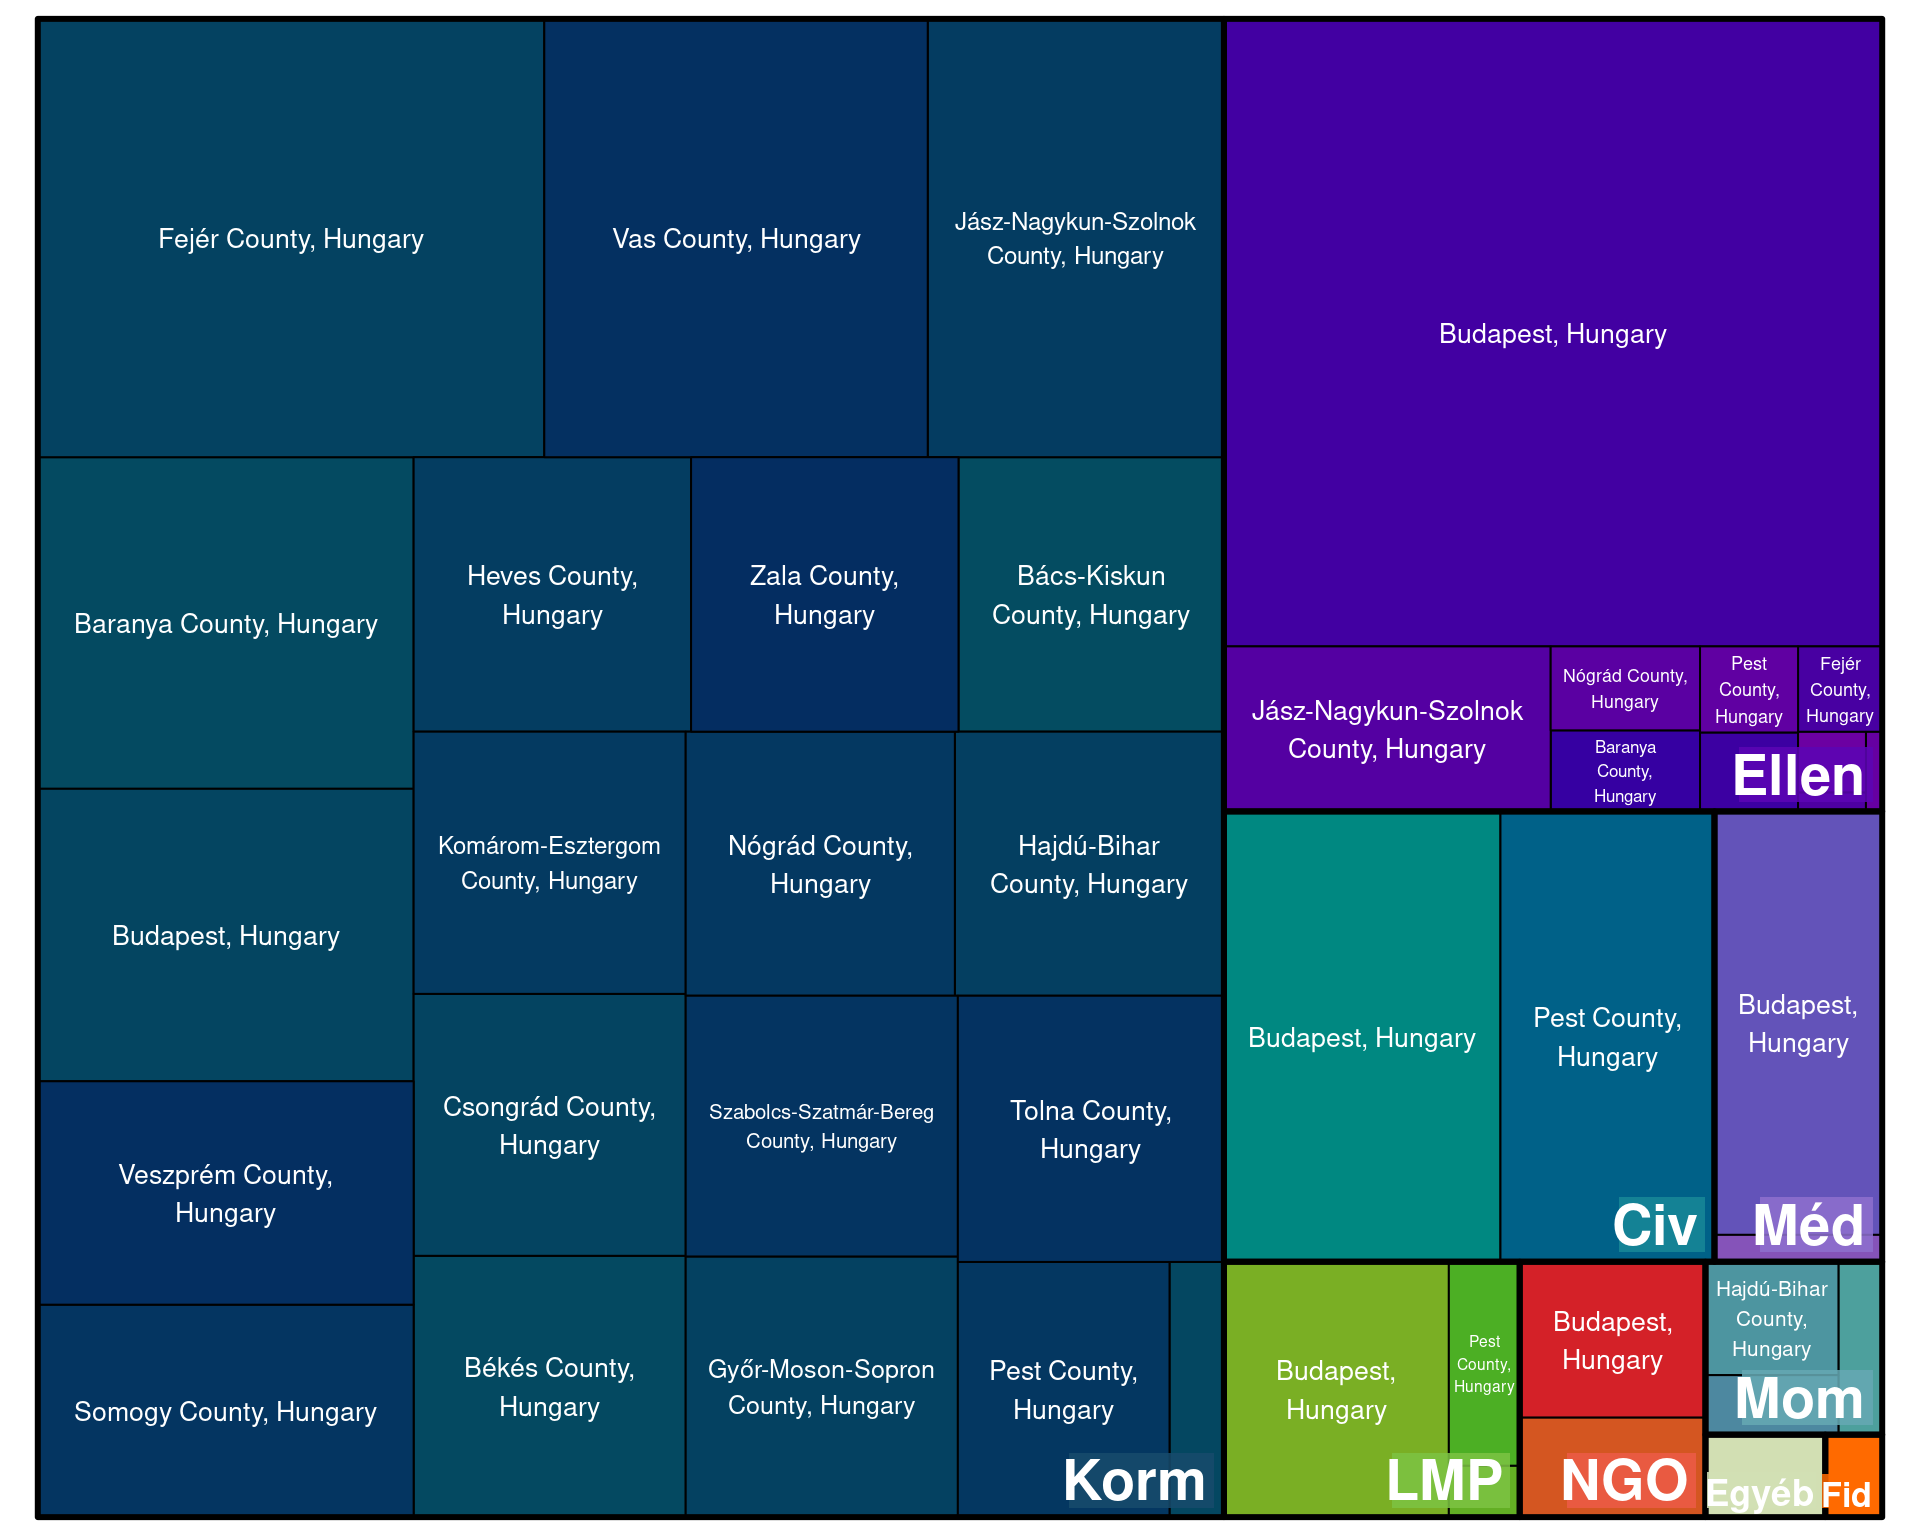 Fejér County, Hungary
Vas County, Hungary
Jász-Nagykun-Szolnok
County, Hungary
Baranya County, Hungary
Heves County,
Hungary
Zala County,
Hungary
Bács-Kiskun
County, Hungary
Budapest, Hungary
Komárom-Esztergom
County, Hungary
Nógrád County,
Hungary
Hajdú-Bihar
County, Hungary
Veszprém County,
Hungary
Csongrád County,
Hungary
Szabolcs-Szatmár-Bereg
County, Hungary
Tolna County,
Hungary
Somogy County, Hungary
Békés County,
Hungary
Győr-Moson-Sopron
County, Hungary
Pest County,
Hungary
Korm
Budapest, Hungary
Jász-Nagykun-Szolnok
County, Hungary
Nógrád County,
Hungary
Baranya
County,
Hungary
Pest
County,
Hungary
Fejér
County,
Hungary
Ellen
Budapest, Hungary
Pest County,
Hungary
Civ
Budapest,
Hungary
Méd
Budapest,
Hungary
Pest
County,
Hungary
LMP
Budapest,
Hungary
NGO
Hajdú-Bihar
County,
Hungary
Mom
Egyéb
Fid